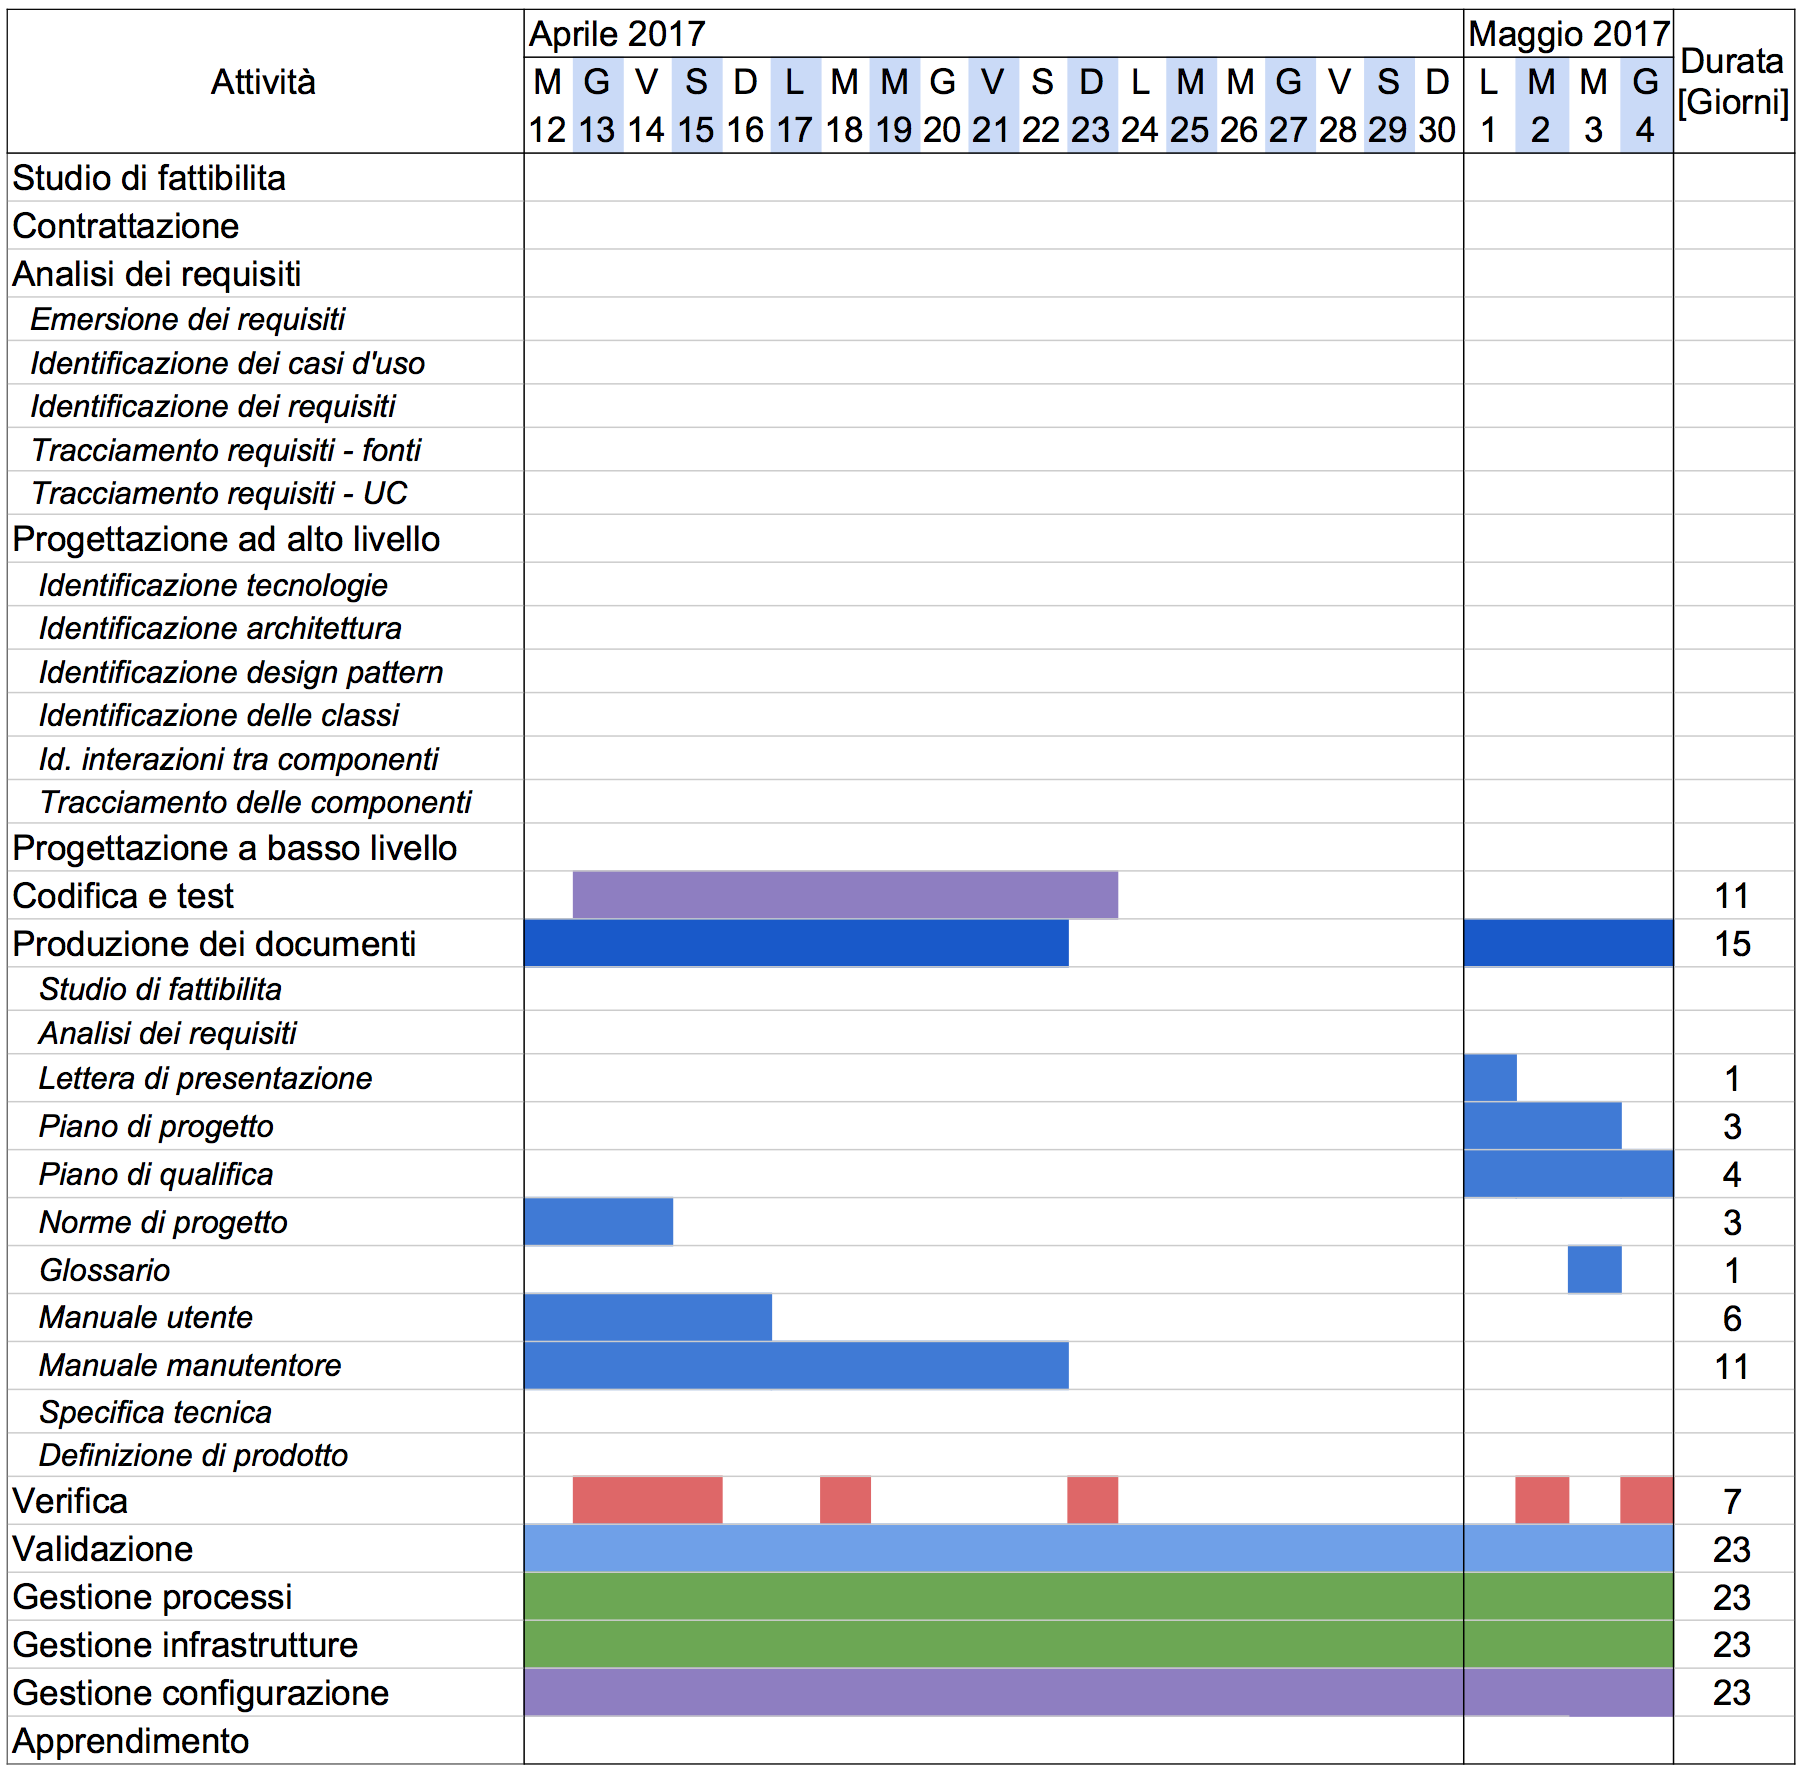 Attività
Aprile 2017
Maggio 2017
Durata
[Giorni]
M G V S D L M M G V S D L M M G V S D L M M G
12 13 14 15 16 17 18 19 20 21 22 23 24 25 26 27 28 29 30 1 2 3 4
Studio di fattibilita
Contrattazione
Analisi dei requisiti
Emersione dei requisiti
Identificazione dei casi d'uso
Identificazione dei requisiti
Tracciamento requisiti - fonti
Tracciamento requisiti - UC
Progettazione ad alto livello
Identificazione tecnologie
Identificazione architettura
Identificazione design pattern
Identificazione delle classi
Id. interazioni tra componenti
Tracciamento delle componenti
Progettazione a basso livello
Codifica e test 11
Produzione dei documenti 15
Studio di fattibilita
Analisi dei requisiti
Lettera di presentazione 1
Piano di progetto 3
Piano di qualifica 4
Norme di progetto 3
Glossario 1
Manuale utente 6
Manuale manutentore 11
Specifica tecnica
Definizione di prodotto
Verifica 7
Validazione 23
Gestione processi 23
Gestione infrastrutture 23
Gestione configurazione 23
Apprendimento